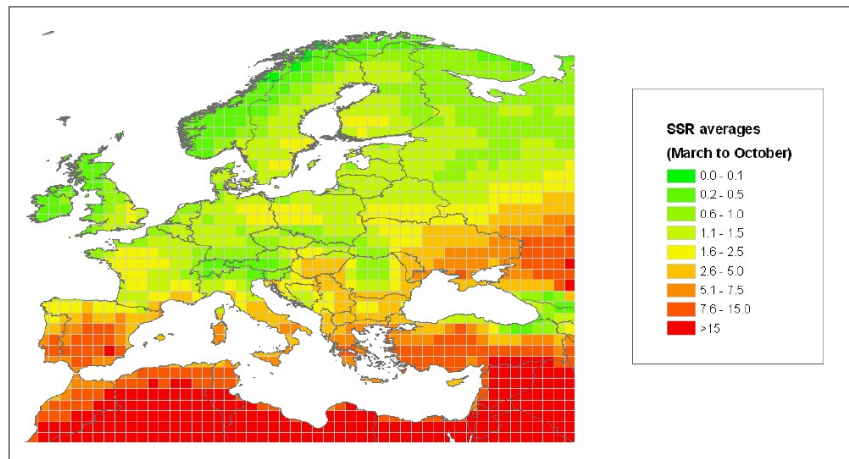 SSR averages
(March to October)
0.0 - 0.1
0.2 - 0.5
0.6 - 1.0
1.1 - 1.5
1.6 - 2.5
2.6 - 5.0
5.1 - 7.5
7.6 - 15.0
>15